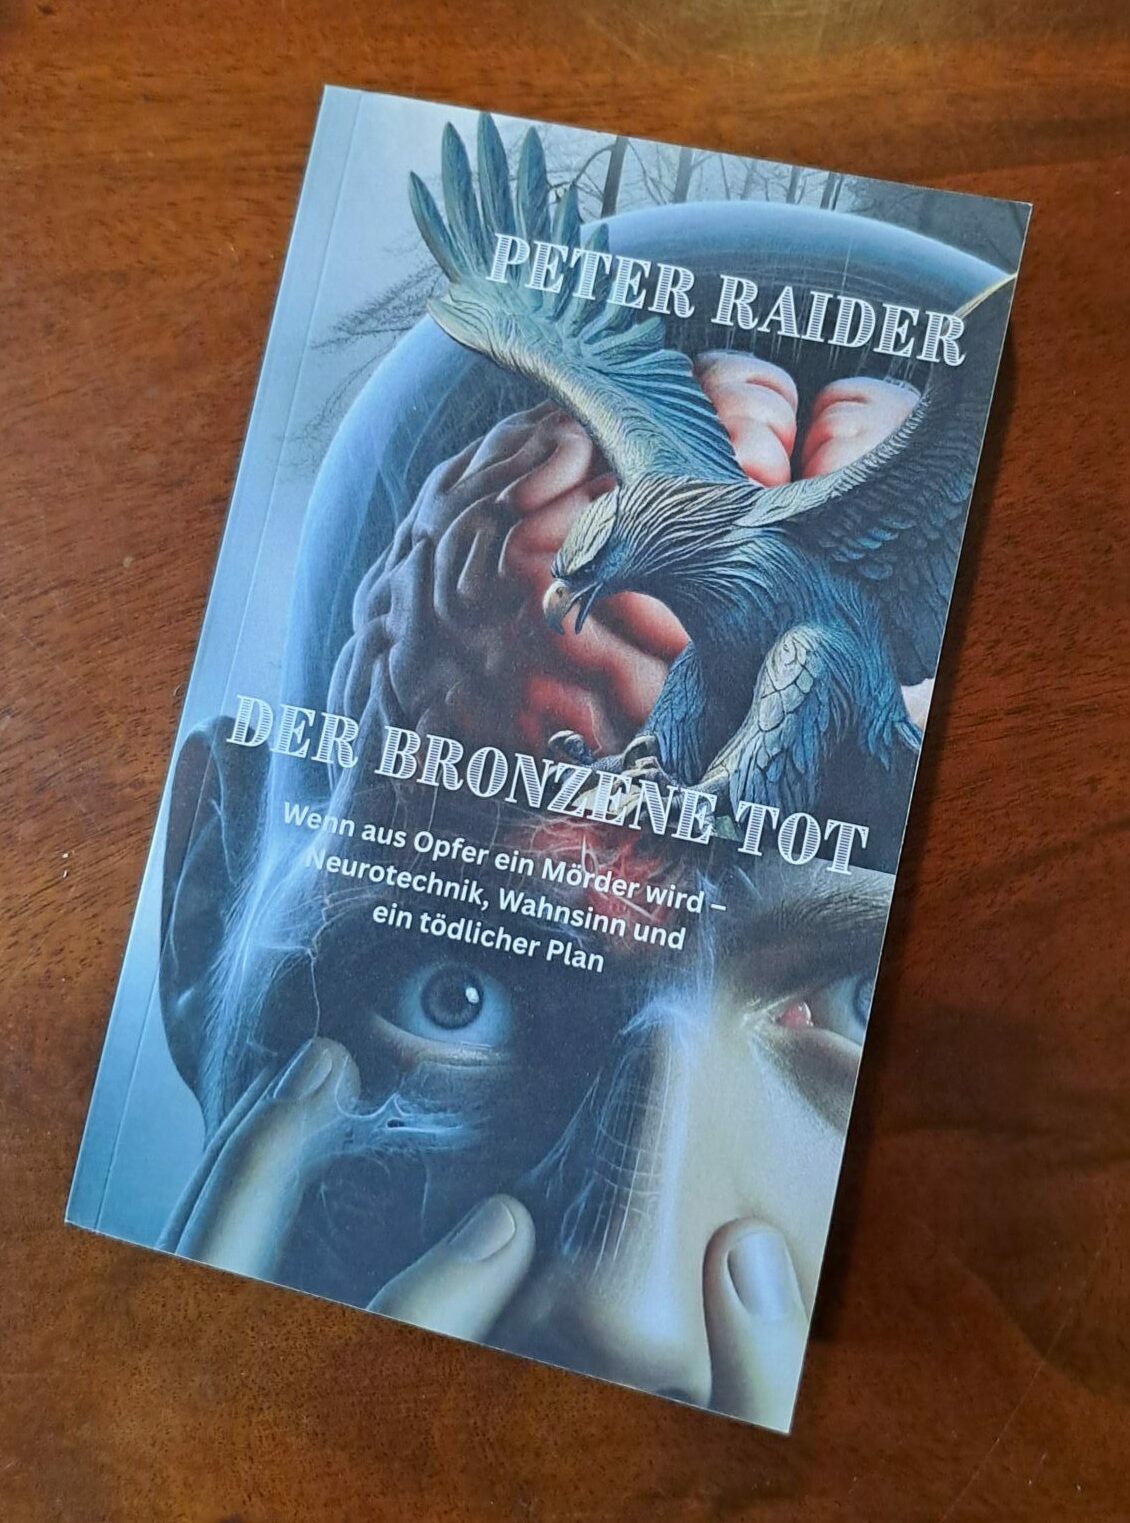 PETER RAIDER
DER BRONZENE TOT
Wenn aus Opfer ein Mörder wird –
Neurotechnik, Wahnsinn und
ein tödlicher Plan